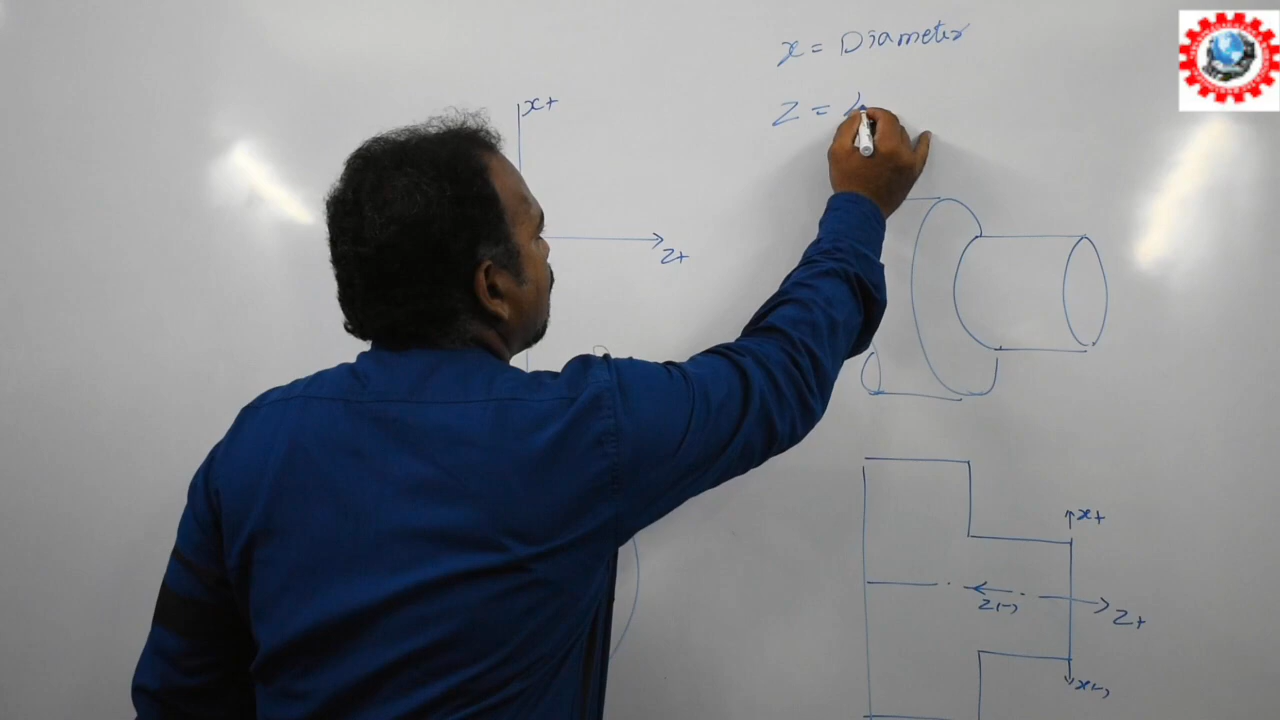 x = Diameter
z =
x+
z+
x+
z(-)
z+
x(-)